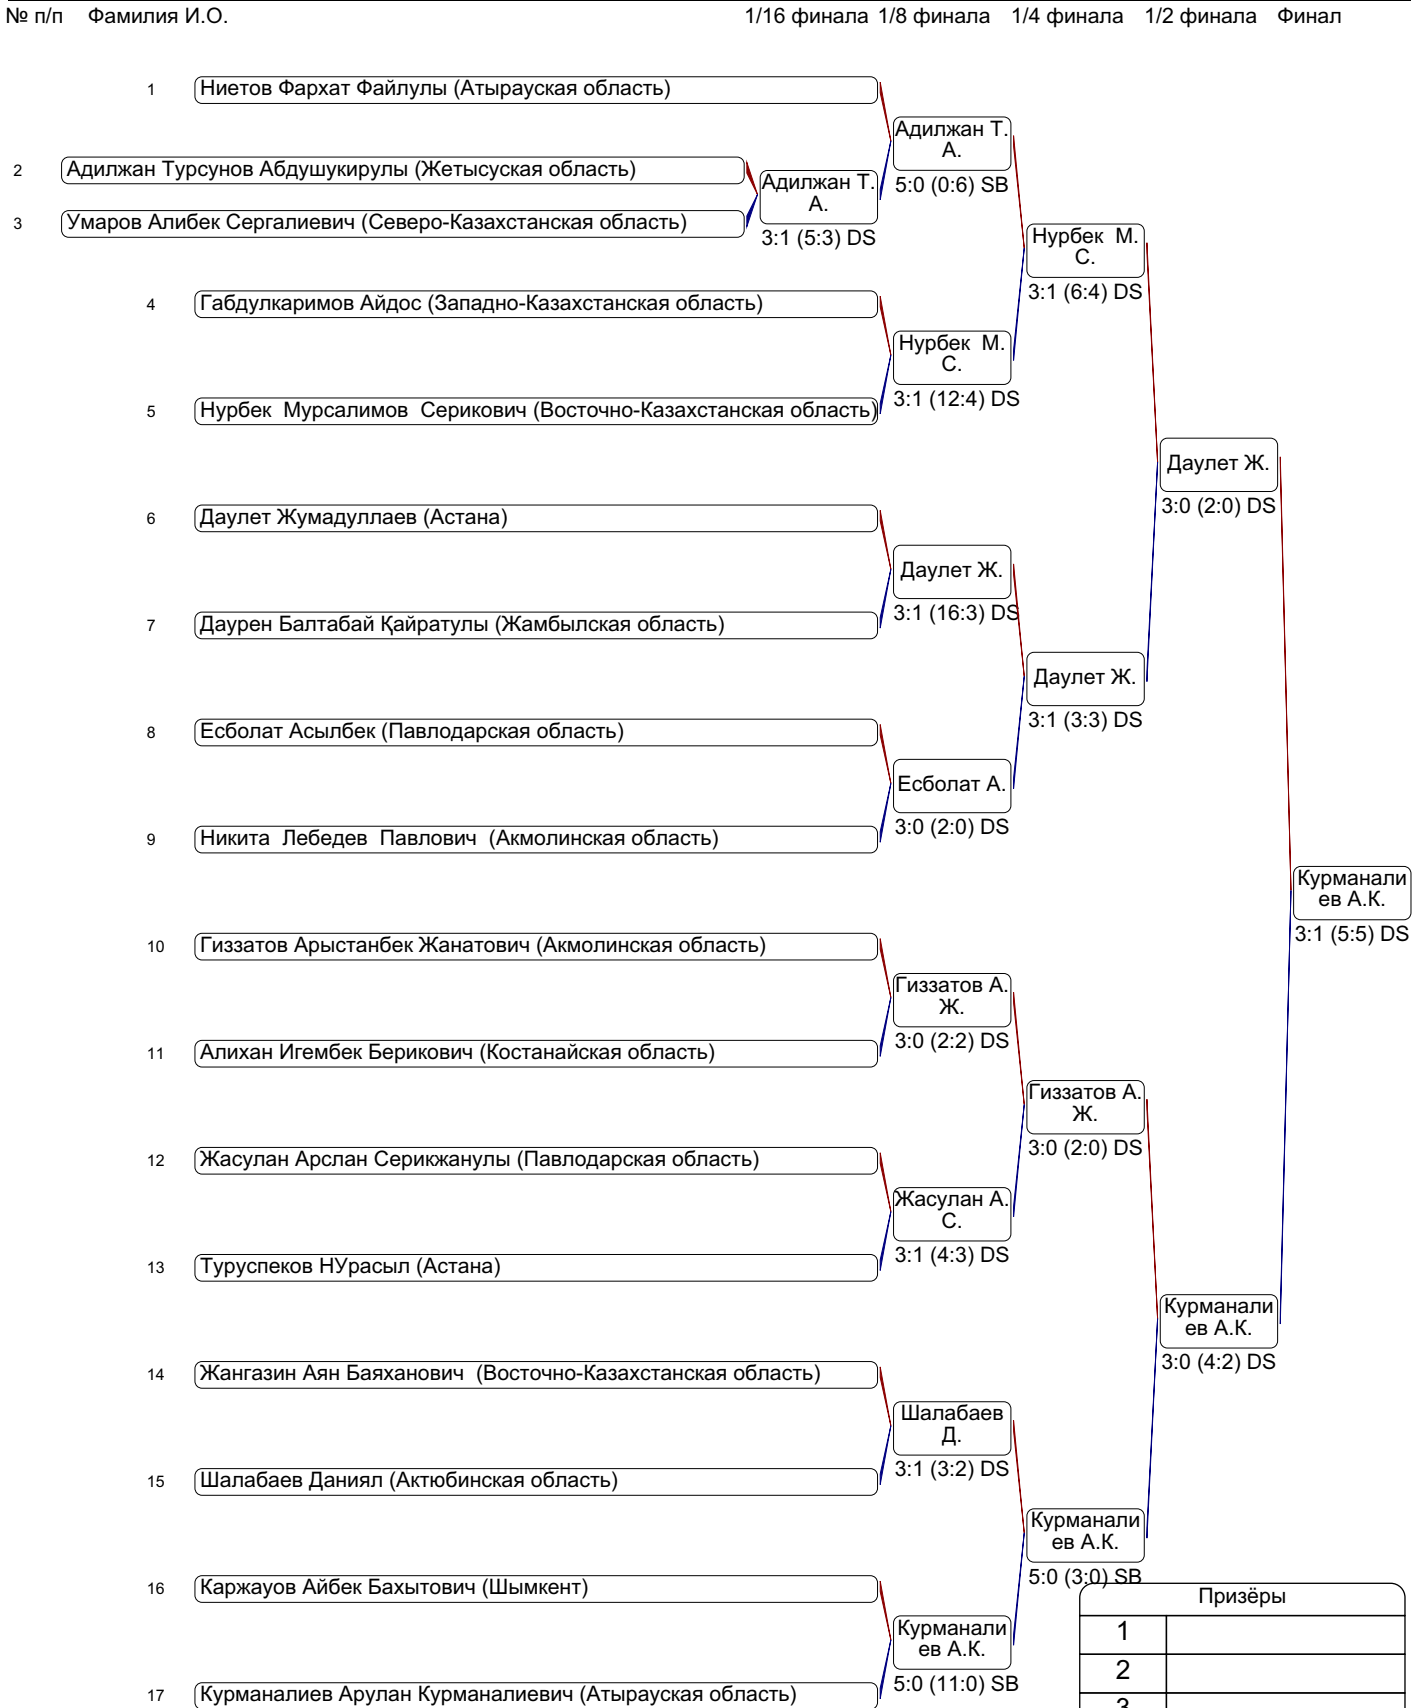 № п/п Фамилия И.О. 1/16 финала 1/8 финала 1/4 финала 1/2 финала Финал
1 Ниетов Фархат Файлулы (Атырауская область)
Адилжан Т.
А.
5:0 (0:6) SB
2 Адилжан Турсунов Абдушукирулы (Жетысуская область)
Адилжан Т.
А.
3:1 (5:3) DS
3 Умаров Алибек Сергалиевич (Северо-Казахстанская область)
Нурбек М.
С.
3:1 (6:4) DS
4 Габдулкаримов Айдос (Западно-Казахстанская область)
Нурбек М.
С.
3:1 (12:4) DS
5 Нурбек Мурсалимов Серикович (Восточно-Казахстанская область)
Даулет Ж.
3:0 (2:0) DS
6 Даулет Жумадуллаев (Астана)
Даулет Ж.
3:1 (16:3) DS
7 Даурен Балтабай Қайратулы (Жамбылская область)
Даулет Ж.
3:1 (3:3) DS
8 Есболат Асылбек (Павлодарская область)
Есболат А.
3:0 (2:0) DS
9 Никита Лебедев Павлович (Акмолинская область)
Курманали
ев А.К.
3:1 (5:5) DS
10 Гиззатов Арыстанбек Жанатович (Акмолинская область)
Гиззатов А.
Ж.
3:0 (2:2) DS
11 Алихан Игембек Берикович (Костанайская область)
Гиззатов А.
Ж.
3:0 (2:0) DS
12 Жасулан Арслан Серикжанулы (Павлодарская область)
Жасулан А.
С.
3:1 (4:3) DS
13 Туруспеков НУрасыл (Астана)
Курманали
ев А.К.
3:0 (4:2) DS
14 Жангазин Аян Баяханович (Восточно-Казахстанская область)
Шалабаев
Д.
3:1 (3:2) DS
15 Шалабаев Даниял (Актюбинская область)
Курманали
ев А.К.
5:0 (3:0) SB
16 Каржауов Айбек Бахытович (Шымкент)
Курманали
ев А.К.
5:0 (11:0) SB
17 Курманалиев Арулан Курманалиевич (Атырауская область)
Призёры
1
2
3